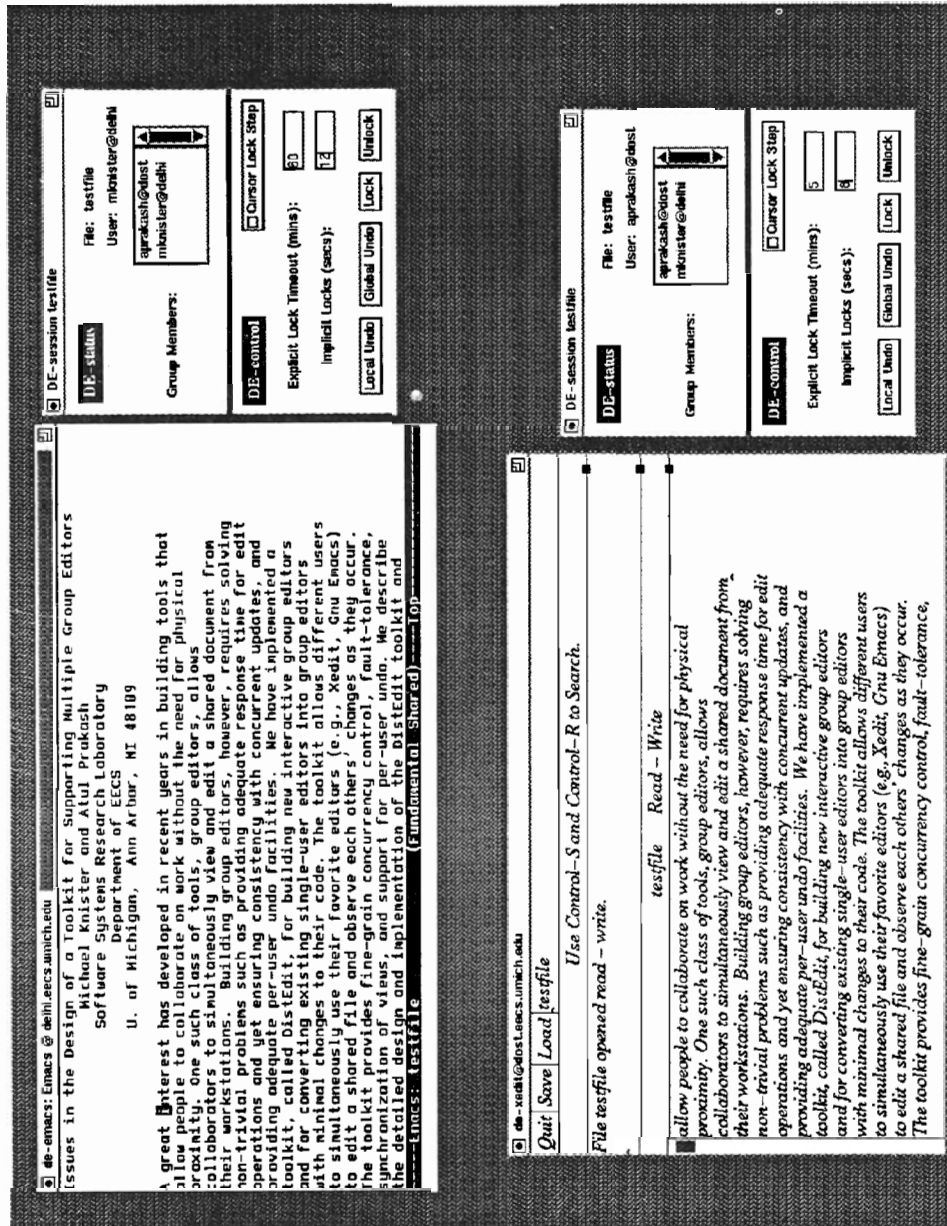 de-emacs: Emacs @ delhi.eecs.umich.edu
Issues in the Design of a Toolkit for Supporting Multiple Group Editors
Michael Knister and Atul Prakash
Software Systems Research Laboratory
Department of EECS
U. of Michigan, Ann Arbor, MI 48109
A great interest has developed in recent years in building tools that
allow people to collaborate on work without the need for physical
proximity. One such class of tools, group editors, allows
collaborators to simultaneously view and edit a shared document from
their workstations. Building group editors, however, requires solving
non-trivial problems such as providing adequate response time for edit
operations and yet ensuring consistency with concurrent updates, and
providing adequate per-user undo facilities. We have implemented a
toolkit, called DistEdit, for building new interactive group editors
and for converting existing single-user editors into group editors
with minimal changes to their code. The toolkit allows different users
to simultaneously use their favorite editors (e.g., Xedit, Gnu Emacs)
to edit a shared file and observe each others' changes as they occur.
The toolkit provides fine-grain concurrency control, fault-tolerance,
synchronization of views, and support for per-user undo. We describe
the detailed design and implementation of the DistEdit toolkit and
-----Emacs: testfile (Fundamental Shared)----Top----
DE-session testfile
DE-status
File: testfile
User: mknister@delhi
Group Members:
aprakash@dost
mknister@delhi
DE-control
Cursor Lock Step
Explicit Lock Timeout (mins):
Implicit Locks (secs):
12
Local Undo Global Undo Lock Unlock
de-xedit@dost.eecs.umich.edu
Quit Save Load testfile
Use Control-S and Control-R to Search.
File testfile opened read - write.
testfile Read - Write
allow people to collaborate on work without the need for physical
proximity. One such class of tools, group editors, allows
collaborators to simultaneously view and edit a shared document from
their workstations. Building group editors, however, requires solving
non-trivial problems such as providing adequate response time for edit
operations and yet ensuring consistency with concurrent updates, and
providing adequate per-user undo facilities. We have implemented a
toolkit, called DistEdit, for building new interactive group editors
and for converting existing single-user editors into group editors
with minimal changes to their code. The toolkit allows different users
to simultaneously use their favorite editors (e.g., Xedit, Gnu Emacs)
to edit a shared file and observe each others' changes as they occur.
The toolkit provides fine-grain concurrency control, fault-tolerance,
DE-session testfile
DE-status
File: testfile
User: aprakash@dost
Group Members:
aprakash@dost
mknister@delhi
DE-control
Cursor Lock Step
Explicit Lock Timeout (mins):
5
Implicit Locks (secs):
Local Undo Global Undo Lock Unlock